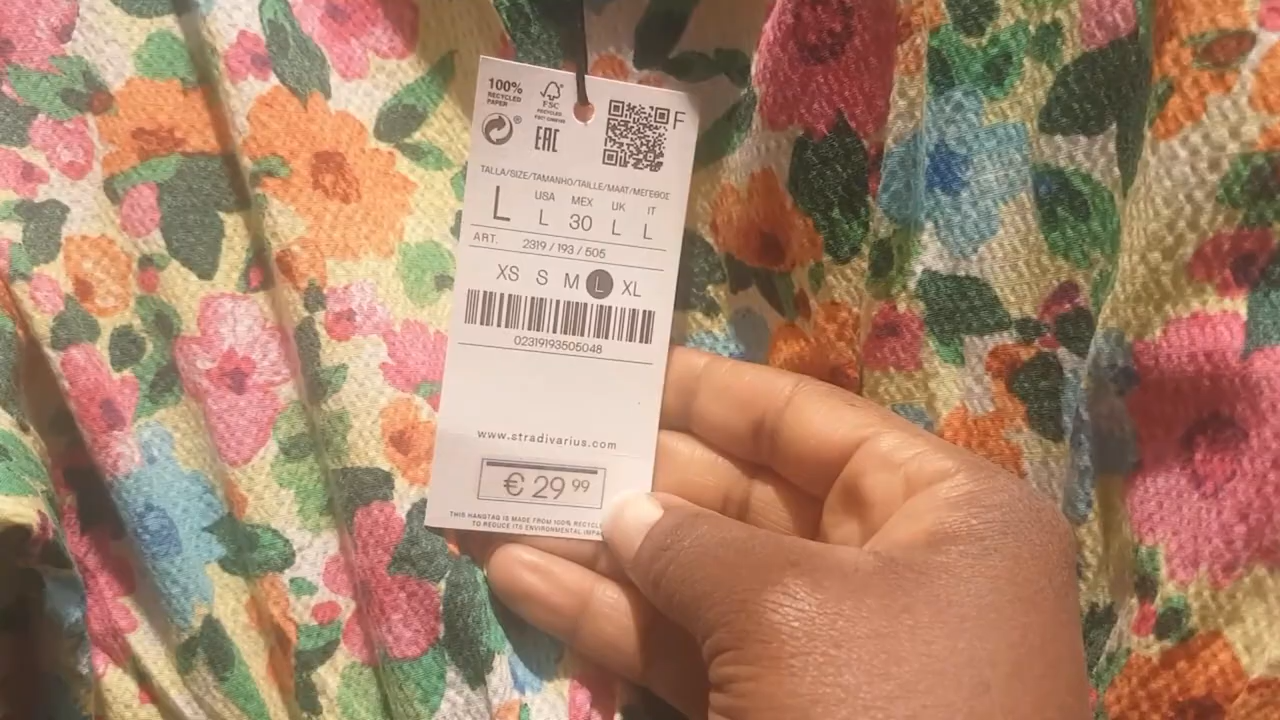 100%
RECYCLED
PAPER
FSC
EAC
F
TALLA/SIZE/TAMANHO/TAILLE/MAAT/ΜΕΓΕΘΟΣ
L
USA MEX UK IT
L 30 L L
ART. 2319 / 193 / 505
XS S M L XL
02319193505048
www.stradivarius.com
€ 29 99
THIS HANGTAG IS MADE FROM 100%
TO REDUCE ITS ENVIRONMENTAL